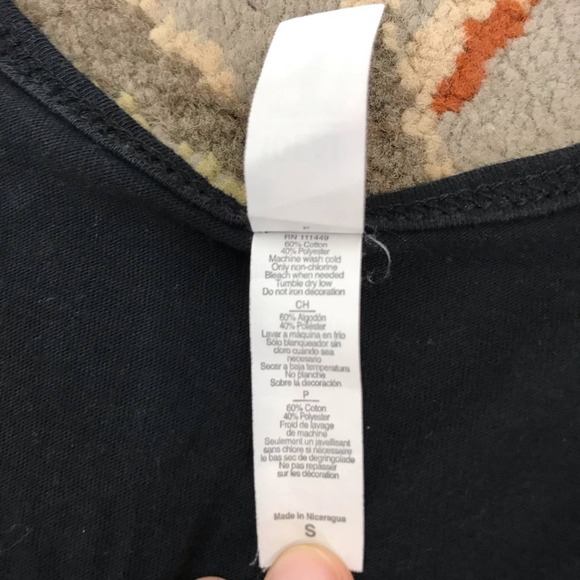 RN 111449
60% Cotton
40% Polyester
Machine wash cold
Only non-chlorine
Bleach when needed
Tumble dry low
Do not iron decoration
CH
60% Algodón
40% Poliéster
Lavar a máquina en frío
Sólo blanqueador sin
cloro cuando sea
necesario
Secar a baja temperatura
No planche
Sobre la decoración
P
60% Coton
40% Polyester
Froid de lavage
de machine
Seulement un javellisant
sans chlore si nécessaire
le bas sec de degringolade
Ne pas repasser
sur les décoration
Made in Nicaragua
S